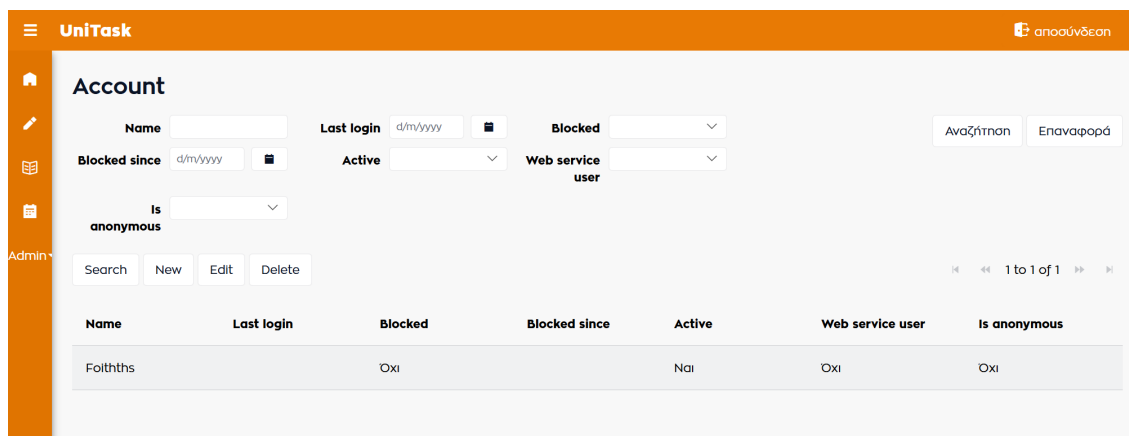 UniTask αποσύνδεση
Account
Name Last login d/m/yyyy Blocked Αναζήτηση Επαναφορά
Blocked since d/m/yyyy Active Web service
user
Is
anonymous
Admin
Search New Edit Delete 1 to 1 of 1
Name Last login Blocked Blocked since Active Web service user Is anonymous
Foithths Όχι Ναι Όχι Όχι